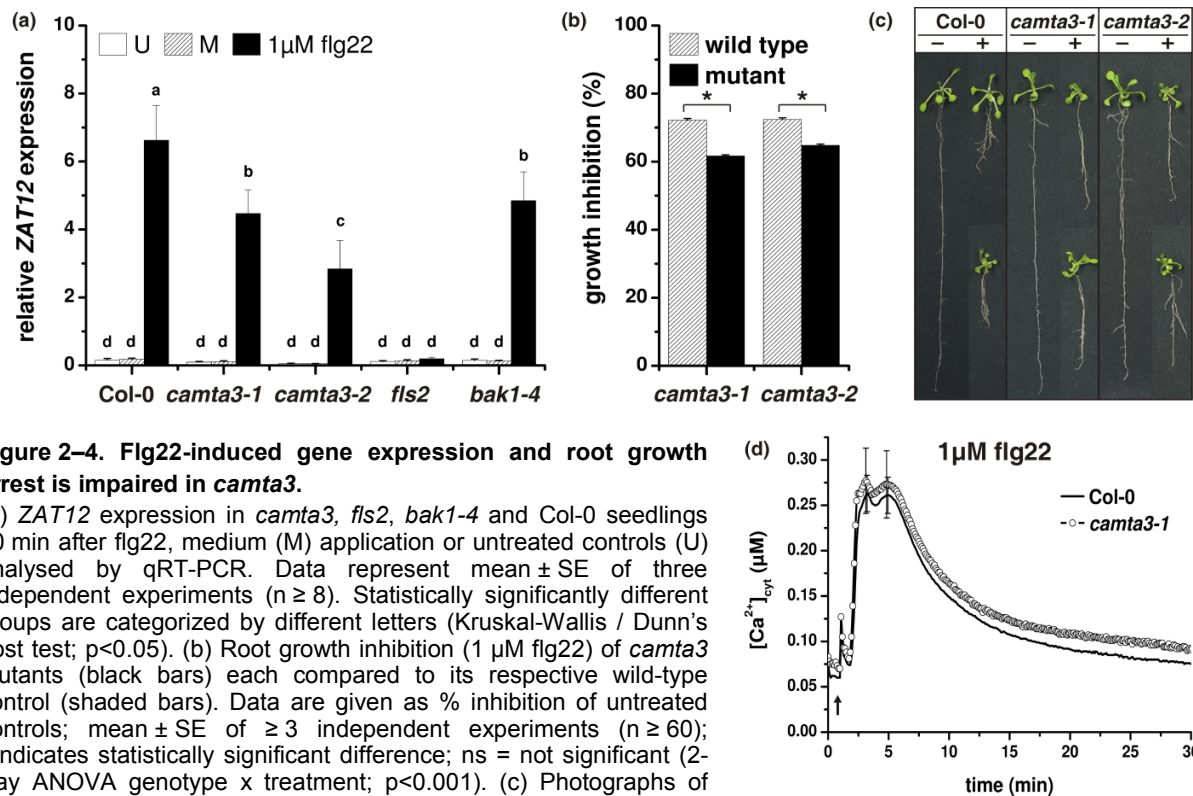 (a)
10
8
6
4
2
0
relative ZAT12 expression
U M 1µM flg22
a
b
c
b
d d d d d d d d d d d
Col-0 camta3-1 camta3-2 fls2 bak1-4
(b)
100
80
60
40
20
0
growth inhibition (%)
wild type
mutant
* *
camta3-1 camta3-2
(c)
Col-0 camta3-1 camta3-2
− + − + − +
gure 2–4. Flg22-induced gene expression and root growth
rrest is impaired in camta3.
) ZAT12 expression in camta3, fls2, bak1-4 and Col-0 seedlings
0 min after flg22, medium (M) application or untreated controls (U)
nalysed by qRT-PCR. Data represent mean ± SE of three
dependent experiments (n ≥ 8). Statistically significantly different
roups are categorized by different letters (Kruskal-Wallis / Dunn's
ost test; p<0.05). (b) Root growth inhibition (1 µM flg22) of camta3
utants (black bars) each compared to its respective wild-type
ontrol (shaded bars). Data are given as % inhibition of untreated
ontrols; mean ± SE of ≥ 3 independent experiments (n ≥ 60);
indicates statistically significant difference; ns = not significant (2-
ay ANOVA genotype x treatment; p<0.001). (c) Photographs of
(d)
1µM flg22
Col-0
camta3-1
0.30
0.25
0.20
0.15
0.10
0.05
0.00
[Ca2+]cyt (µM)
0 5 10 15 20 25 30
time (min)